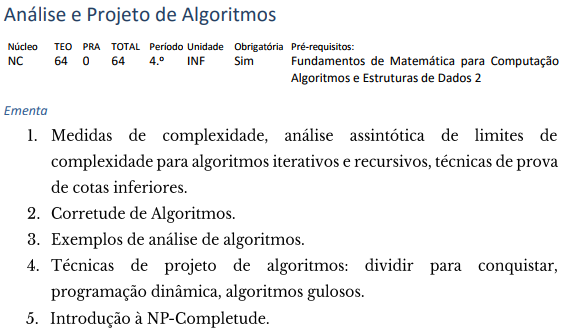 Análise e Projeto de Algoritmos
Núcleo TEO PRA TOTAL Período Unidade Obrigatória Pré-requisitos:
NC 64 0 64 4.º INF Sim Fundamentos de Matemática para Computação
Algoritmos e Estruturas de Dados 2
Ementa
1. Medidas de complexidade, análise assintótica de limites de
complexidade para algoritmos iterativos e recursivos, técnicas de prova
de cotas inferiores.
2. Corretude de Algoritmos.
3. Exemplos de análise de algoritmos.
4. Técnicas de projeto de algoritmos: dividir para conquistar,
programação dinâmica, algoritmos gulosos.
5. Introdução à NP-Completude.